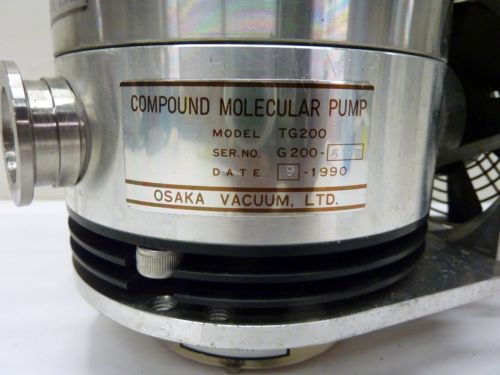 COMPOUND MOLECULAR PUMP
MODEL TG200
SER.NO. G200-
DATE 9-1990
OSAKA VACUUM, LTD.